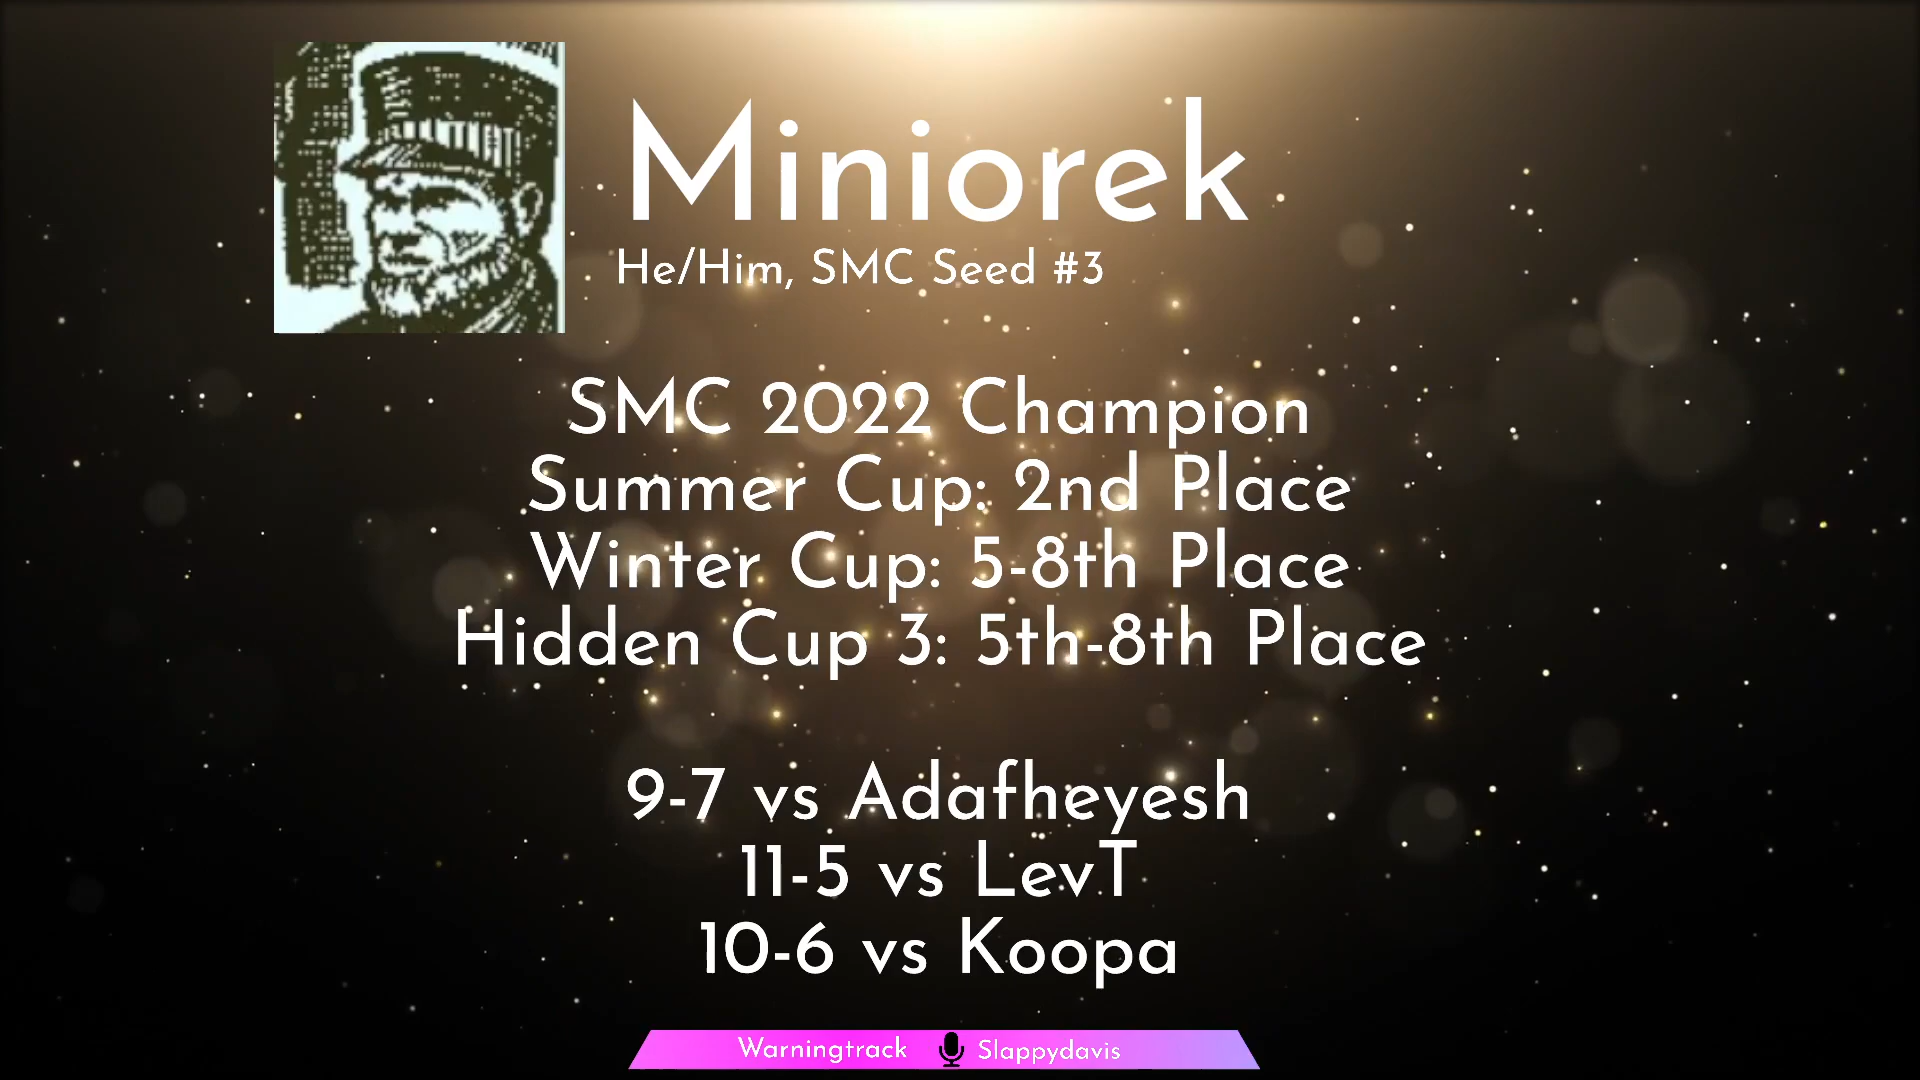 Miniorek
He/Him, SMC Seed #3
SMC 2022 Champion
Summer Cup: 2nd Place
Winter Cup: 5-8th Place
Hidden Cup 3: 5th-8th Place
9-7 vs Adafheyesh
11-5 vs LevT
10-6 vs Koopa
Warningtrack Slappydavis